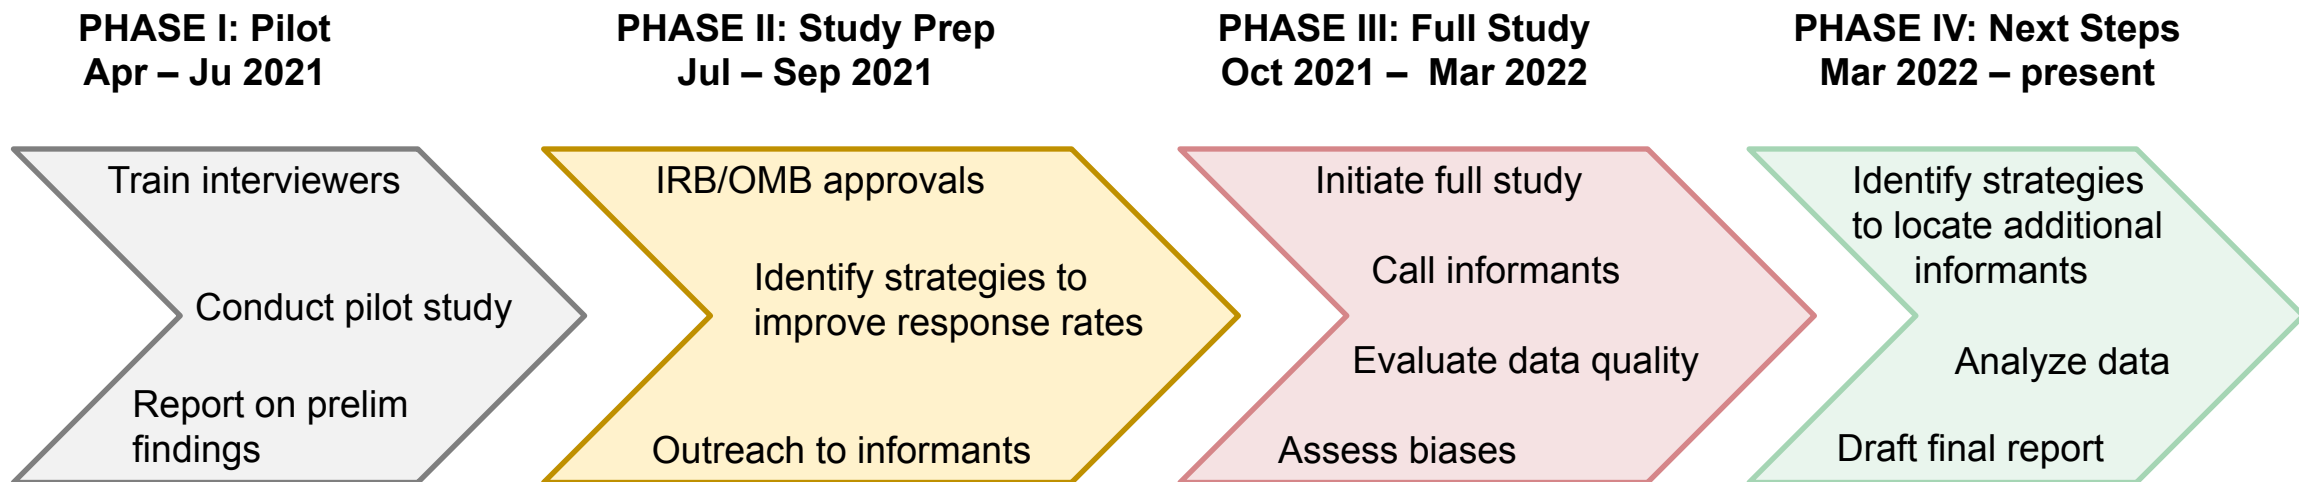 PHASE I: Pilot
Apr – Ju 2021
Train interviewers
Conduct pilot study
Report on prelim
findings
PHASE II: Study Prep
Jul – Sep 2021
IRB/OMB approvals
Identify strategies to
improve response rates
Outreach to informants
PHASE III: Full Study
Oct 2021 –  Mar 2022
Initiate full study
Call informants
Evaluate data quality
Assess biases
PHASE IV: Next Steps
Mar 2022 – present
Identify strategies
to locate additional
informants
Analyze data
Draft final report